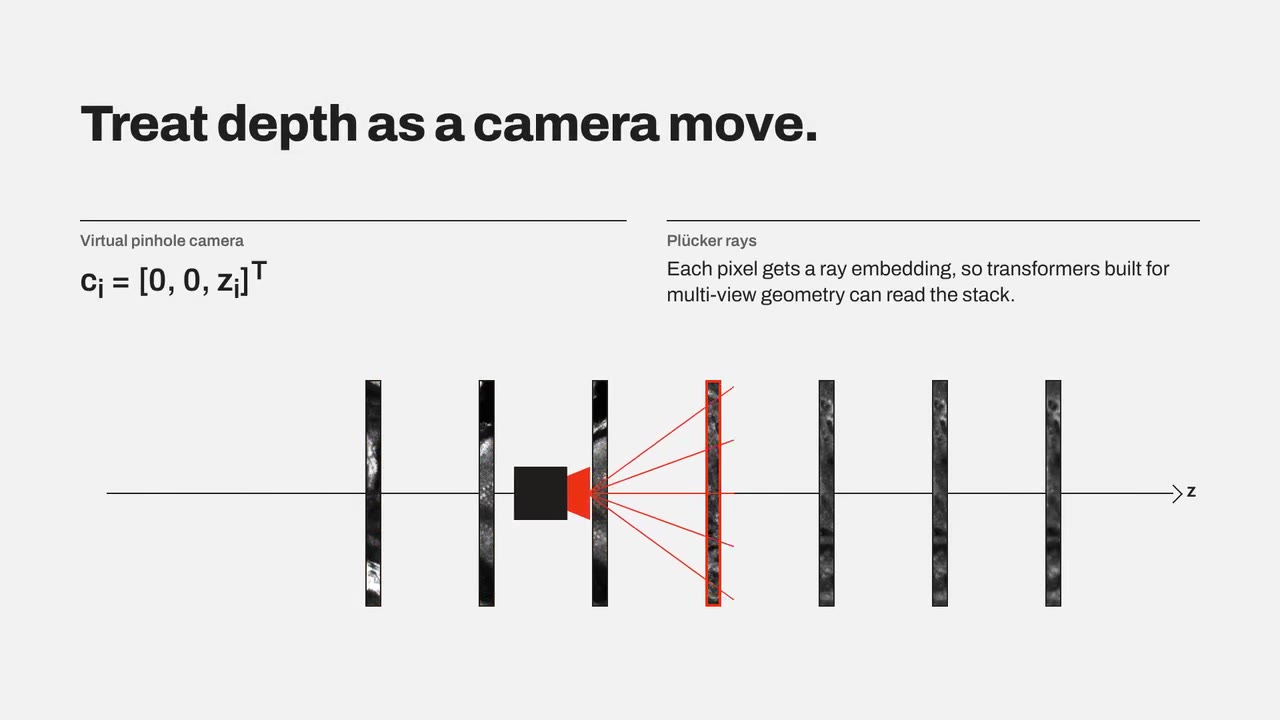 Treat depth as a camera move.
Virtual pinhole camera
cᵢ = [0, 0, zᵢ]ᵀ
Plücker rays
Each pixel gets a ray embedding, so transformers built for
multi-view geometry can read the stack.
z